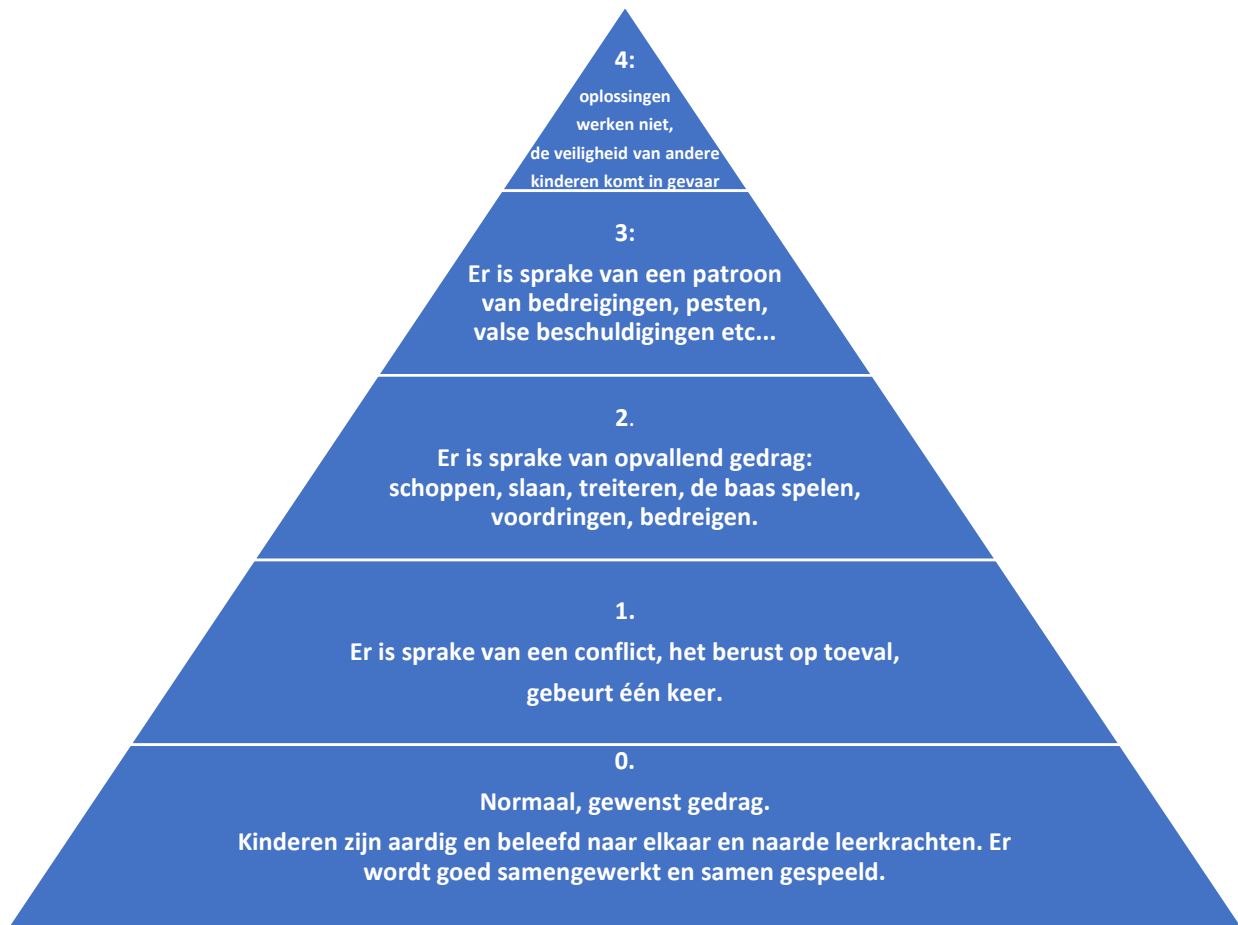 4:
oplossingen
werken niet,
de veiligheid van andere
kinderen komt in gevaar
3:
Er is sprake van een patroon
van bedreigingen, pesten,
valse beschuldigingen etc...
2.
Er is sprake van opvallend gedrag:
schoppen, slaan, treiteren, de baas spelen,
voordringen, bedreigen.
1.
Er is sprake van een conflict, het berust op toeval,
gebeurt één keer.
0.
Normaal, gewenst gedrag.
Kinderen zijn aardig en beleefd naar elkaar en naarde leerkrachten. Er
wordt goed samengewerkt en samen gespeeld.